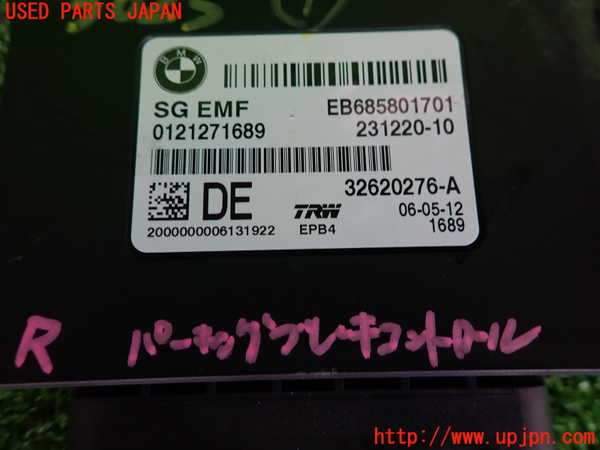 USED PARTS JAPAN
BMW
SG EMF
EB685801701
0121271689
231220-10
32620276-A
DE
TRW
06-05-12
2000000006131922
EPB4
1689
R パーキングブレーキコントロール
http://www.upjpn.com/